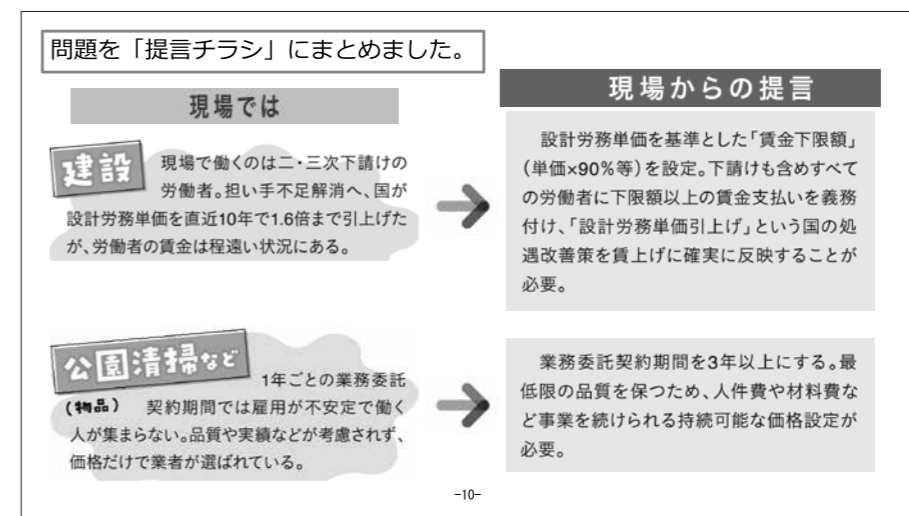 問題を「提言チラシ」にまとめました。
現場では
現場からの提言
建設
現場で働くのは二・三次下請けの
労働者。担い手不足解消へ、国が
設計労務単価を直近10年で1.6倍まで引上げた
が、労働者の賃金は程遠い状況にある。
設計労務単価を基準とした「賃金下限額」
(単価×90%等)を設定。下請けも含めすべて
の労働者に下限額以上の賃金支払いを義務
付け、「設計労務単価引上げ」という国の処
遇改善策を賃上げに確実に反映することが
必要。
公園清掃など
(物品)
1年ごとの業務委託
契約期間では雇用が不安定で働く
人が集まらない。品質や実績などが考慮されず、
価格だけで業者が選ばれている。
業務委託契約期間を3年以上にする。最
低限の品質を保つため、人件費や材料費な
ど事業を続けられる持続可能な価格設定が
必要。
-10-